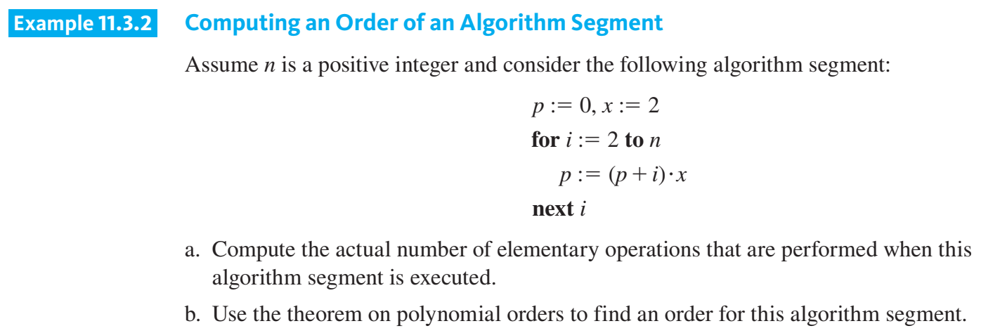 Example 11.3.2 Computing an Order of an Algorithm Segment
Assume n is a positive integer and consider the following algorithm segment:
p := 0, x := 2
for i := 2 to n
p := (p + i) · x
next i
a. Compute the actual number of elementary operations that are performed when this
algorithm segment is executed.
b. Use the theorem on polynomial orders to find an order for this algorithm segment.